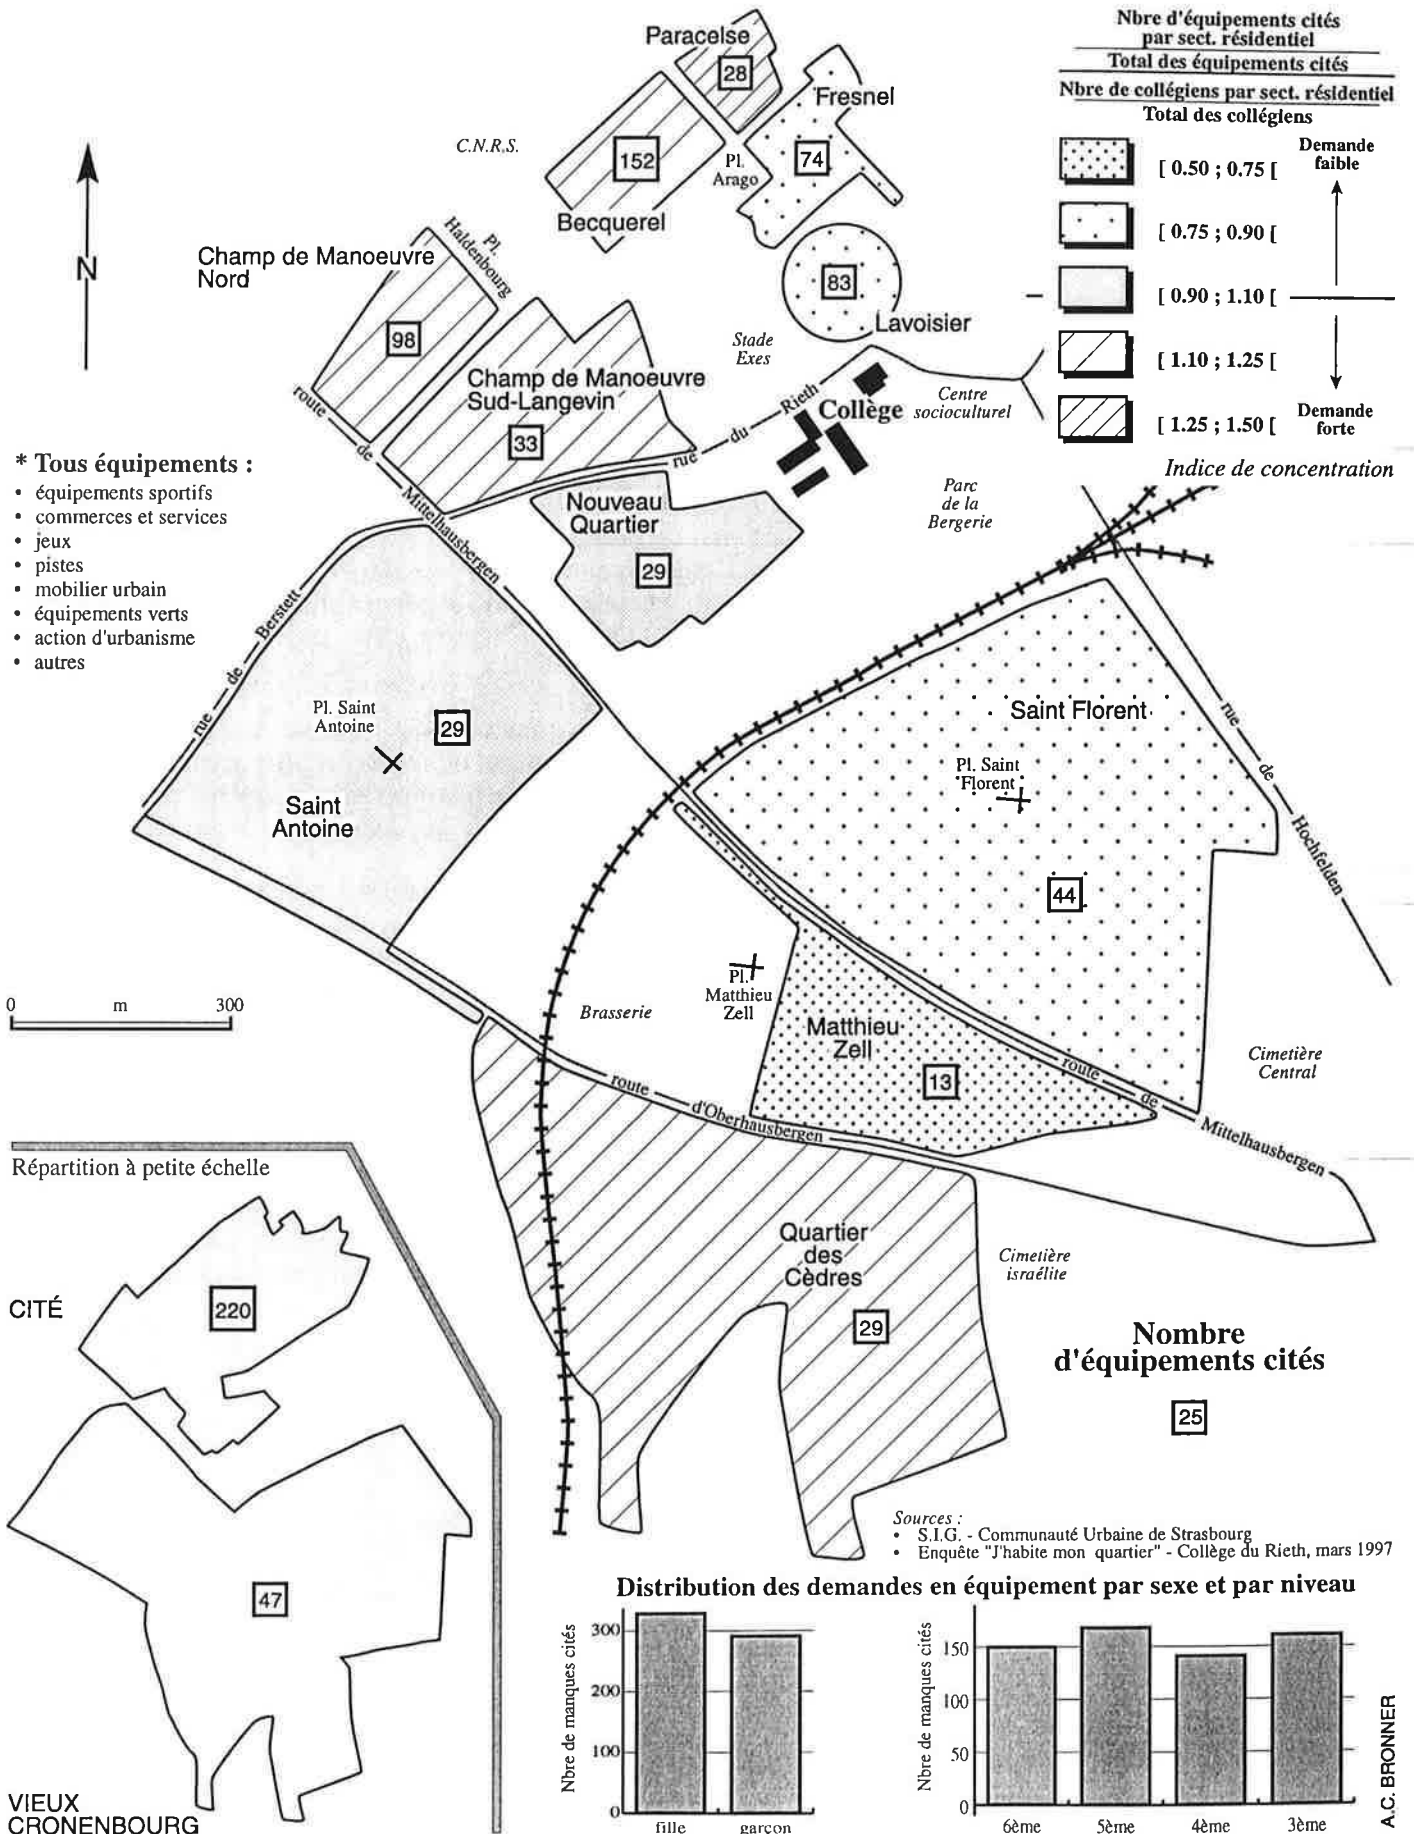 Nbre d'équipements cités
par sect. résidentiel
Total des équipements cités
Nbre de collégiens par sect. résidentiel
Total des collégiens
[ 0.50 ; 0.75 [
[ 0.75 ; 0.90 [
[ 0.90 ; 1.10 [
[ 1.10 ; 1.25 [
[ 1.25 ; 1.50 [
Demande
faible
Demande
forte
Indice de concentration
Paracelse
28
Fresnel
C.N.R.S.
152
Pl.
Arago
74
Becquerel
Pl.
Haldenbourg
Champ de Manoeuvre
Nord
N
98
83
Lavoisier
Stade
Exes
Champ de Manoeuvre
Sud-Langevin
33
route de Mittelhausbergen
rue du Rieth
Collège
Centre
socioculturel
* Tous équipements :
• équipements sportifs
• commerces et services
• jeux
• pistes
• mobilier urbain
• équipements verts
• action d'urbanisme
• autres
Nouveau
Quartier
29
Parc
de la
Bergerie
rue de Berstett
Pl. Saint
Antoine
29
Saint
Antoine
Saint Florent
Pl. Saint
Florent
44
rue de Hochfelden
0 m 300
Brasserie
Pl.
Matthieu
Zell
Matthieu
Zell
13
Cimetière
Central
route d'Oberhausbergen
route de Mittelhausbergen
Répartition à petite échelle
CITÉ
220
47
VIEUX
CRONENBOURG
Quartier
des
Cèdres
29
Cimetière
israélite
Nombre
d'équipements cités
25
Sources :
• S.I.G. - Communauté Urbaine de Strasbourg
• Enquête "J'habite mon quartier" - Collège du Rieth, mars 1997
Distribution des demandes en équipement par sexe et par niveau
Nbre de manques cités
300
200
100
0
fille garçon
Nbre de manques cités
150
100
50
0
6ème 5ème 4ème 3ème
A.C. BRONNER